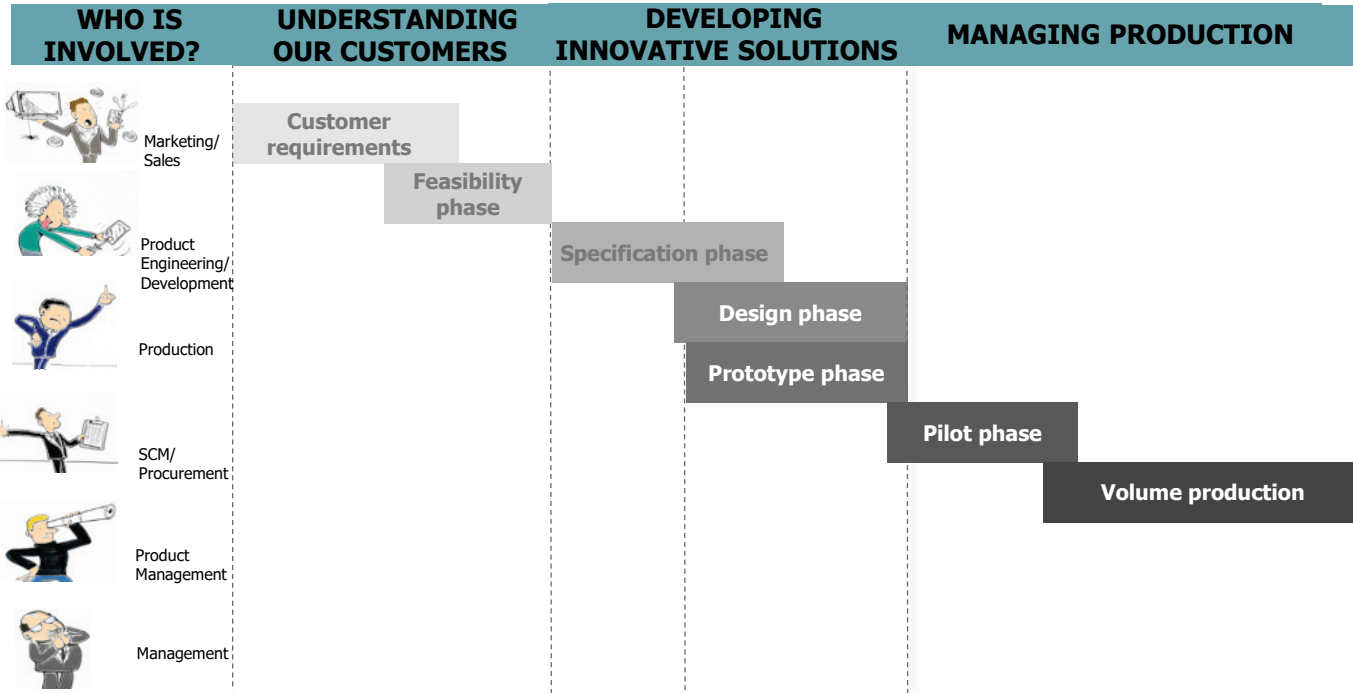 WHO IS
INVOLVED?
UNDERSTANDING
OUR CUSTOMERS
DEVELOPING
INNOVATIVE SOLUTIONS
MANAGING PRODUCTION
Marketing/
Sales
Customer
requirements
Feasibility
phase
Product
Engineering/
Development
Specification phase
Design phase
Production
Prototype phase
SCM/
Procurement
Pilot phase
Volume production
Product
Management
Management